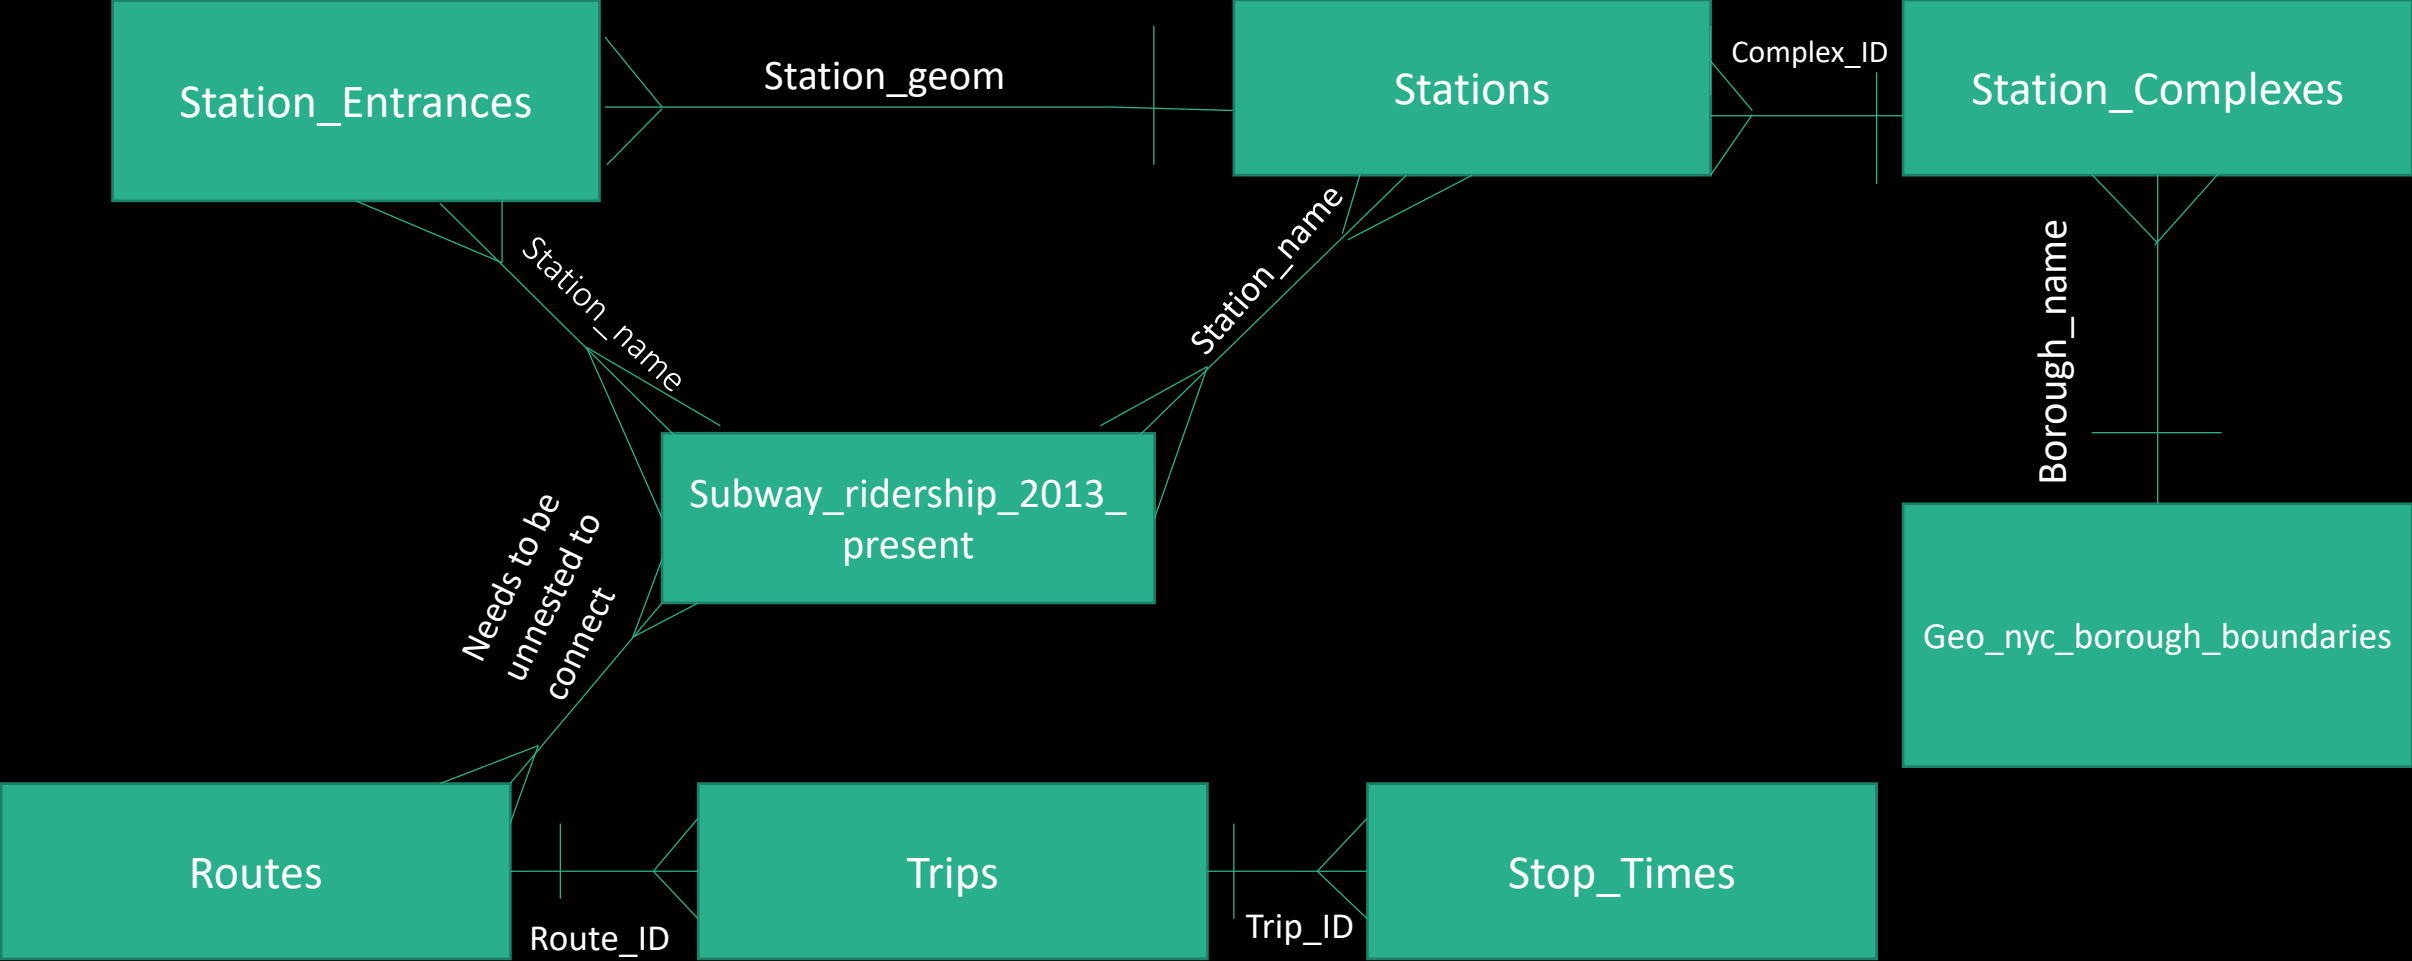 Station_Entrances
Station_geom
Stations
Complex_ID
Station_Complexes
Station_name
Station_name
Borough_name
Subway_ridership_2013_
present
Needs to be
unnested to
connect
Geo_nyc_borough_boundaries
Routes
Route_ID
Trips
Trip_ID
Stop_Times